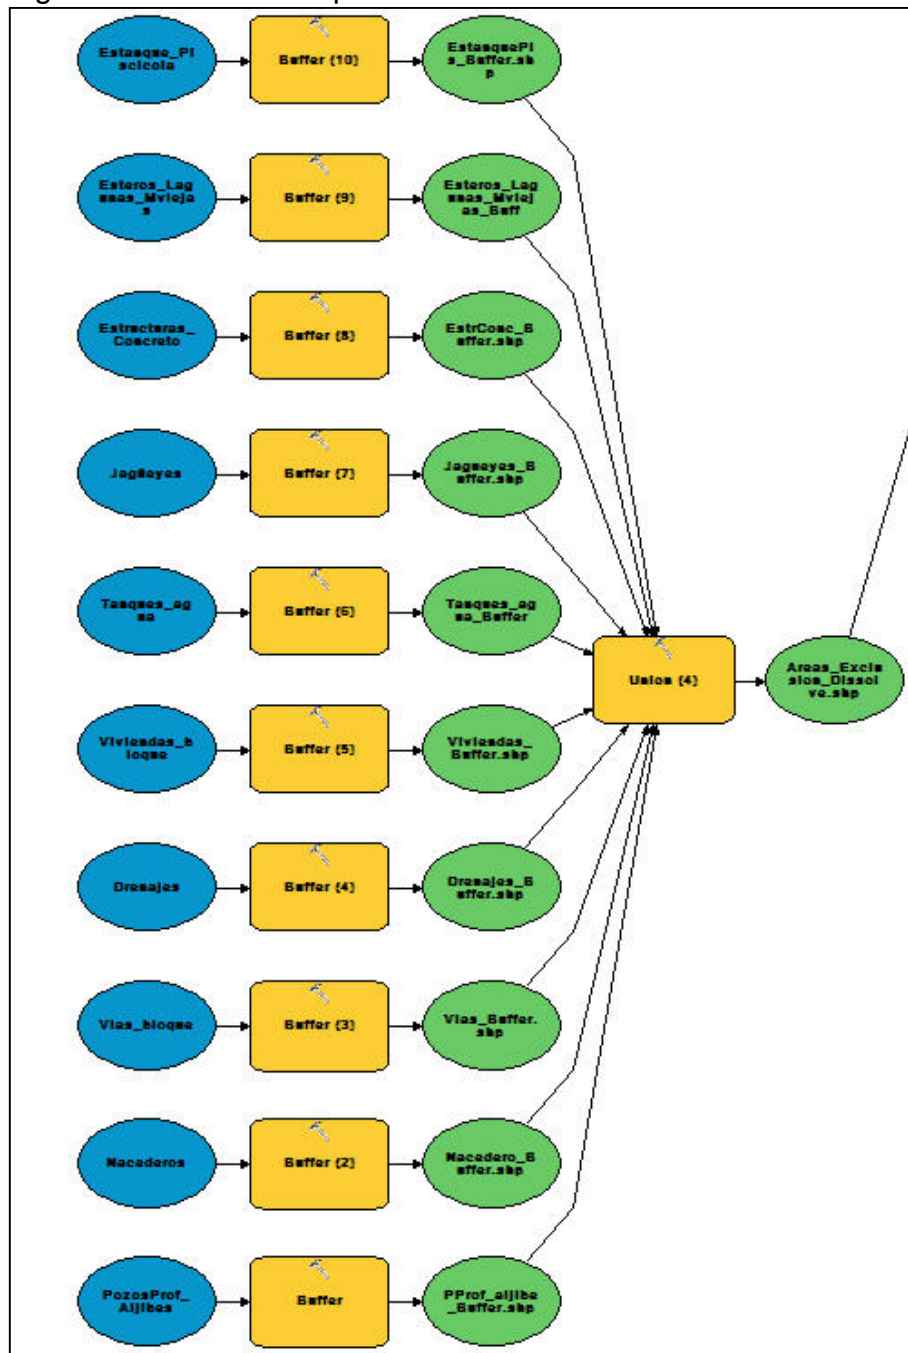 Estanque_Pi
scicola
Buffer (10)
EstanquePi
s_Buffer.sh
p
Esteros_Lag
unas_Mvieja
s
Buffer (9)
Esteros_Lag
unas_Mviej
as_Buff
Estructuras_
Concreto
Buffer (8)
EstrConc_B
uffer.shp
Jagüeyes
Buffer (7)
Jagueyes_B
uffer.shp
Tanques_ag
ua
Buffer (6)
Tanques_ag
ua_Buffer
Union (4)
Areas_Exclu
sion_Dissol
ve.shp
Viviendas_b
loque
Buffer (5)
Viviendas_
Buffer.shp
Drenajes
Buffer (4)
Drenajes_B
uffer.shp
Vias_bloque
Buffer (3)
Vias_Buffer.
shp
Nacederos
Buffer (2)
Nacedero_B
uffer.shp
PozosProf_
Aljibes
Buffer
PProf_aljibe
_Buffer.shp